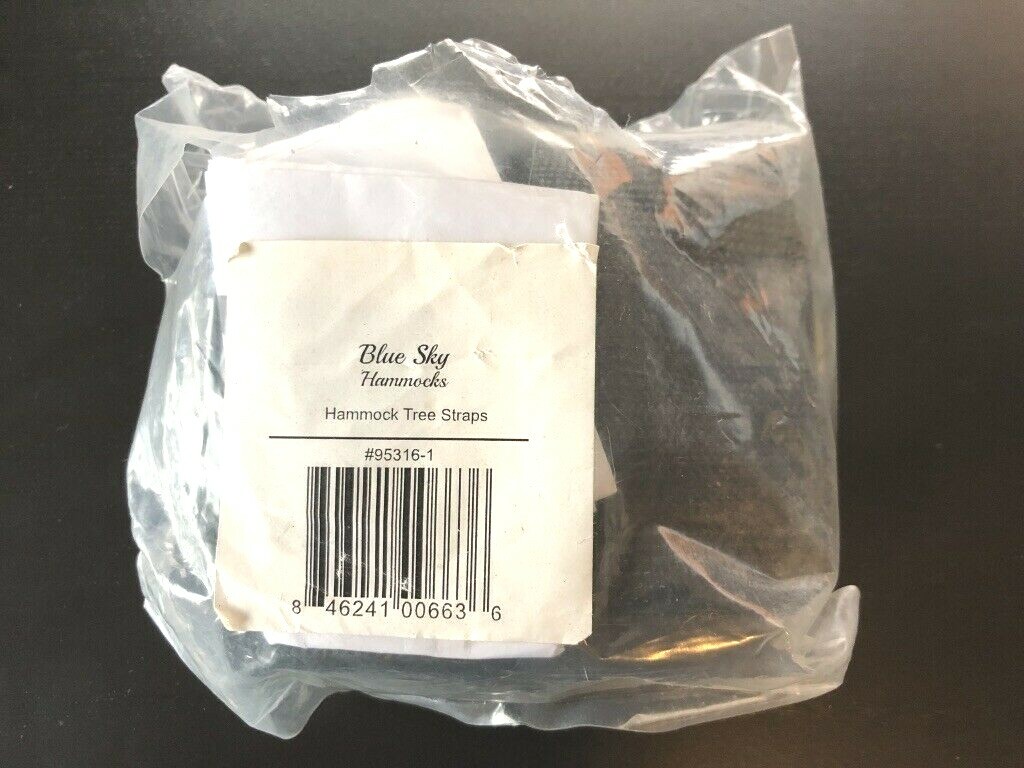 Blue Sky
Hammocks
Hammock Tree Straps
#95316-1
8 46241 00663 6